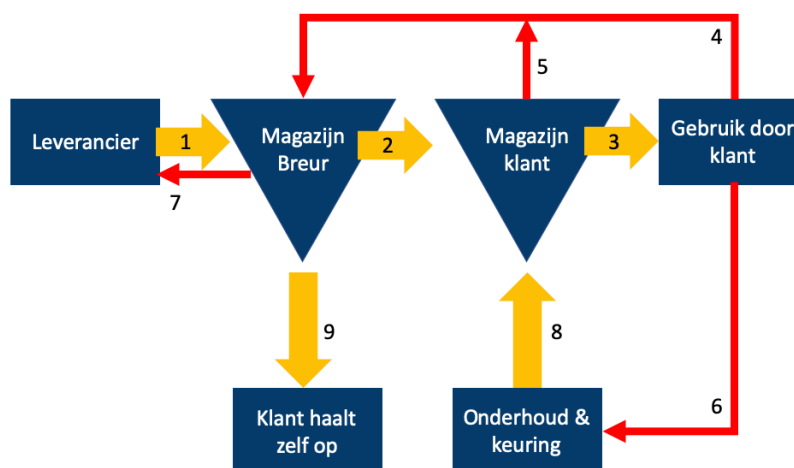 4
5
Leverancier
1
Magazijn
Breur
2
Magazijn
klant
3
Gebruik door
klant
7
9
8
6
Klant haalt
zelf op
Onderhoud &
keuring